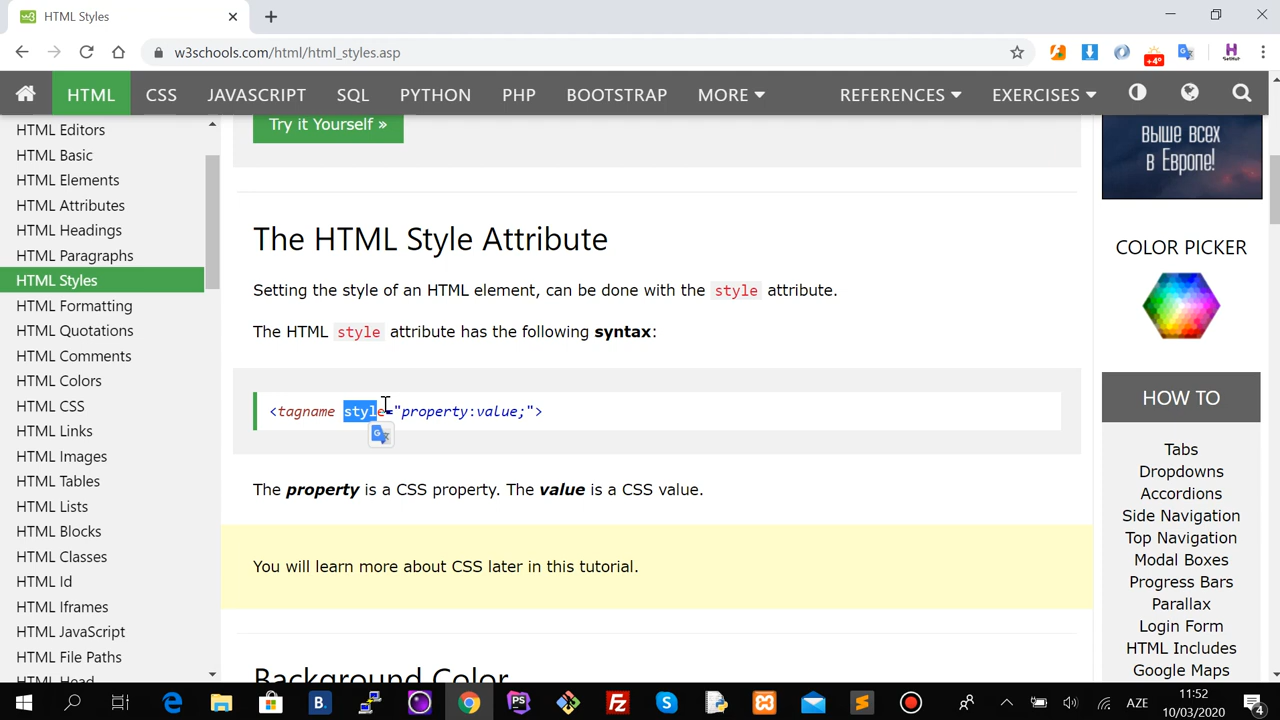 HTML Styles
w3schools.com/html/html_styles.asp
+4°
HTML CSS JAVASCRIPT SQL PYTHON PHP BOOTSTRAP MORE REFERENCES EXERCISES
HTML Editors
HTML Basic
HTML Elements
HTML Attributes
HTML Headings
HTML Paragraphs
HTML Styles
HTML Formatting
HTML Quotations
HTML Comments
HTML Colors
HTML CSS
HTML Links
HTML Images
HTML Tables
HTML Lists
HTML Blocks
HTML Classes
HTML Id
HTML Iframes
HTML JavaScript
HTML File Paths
HTML Head
Try it Yourself »
The HTML Style Attribute
Setting the style of an HTML element, can be done with the style attribute.
The HTML style attribute has the following syntax:
<tagname style="property:value;">
The property is a CSS property. The value is a CSS value.
You will learn more about CSS later in this tutorial.
Background Color
выше всех
в Европе!
COLOR PICKER
HOW TO
Tabs
Dropdowns
Accordions
Side Navigation
Top Navigation
Modal Boxes
Progress Bars
Parallax
Login Form
HTML Includes
Google Maps
AZE
11:52
10/03/2020
4